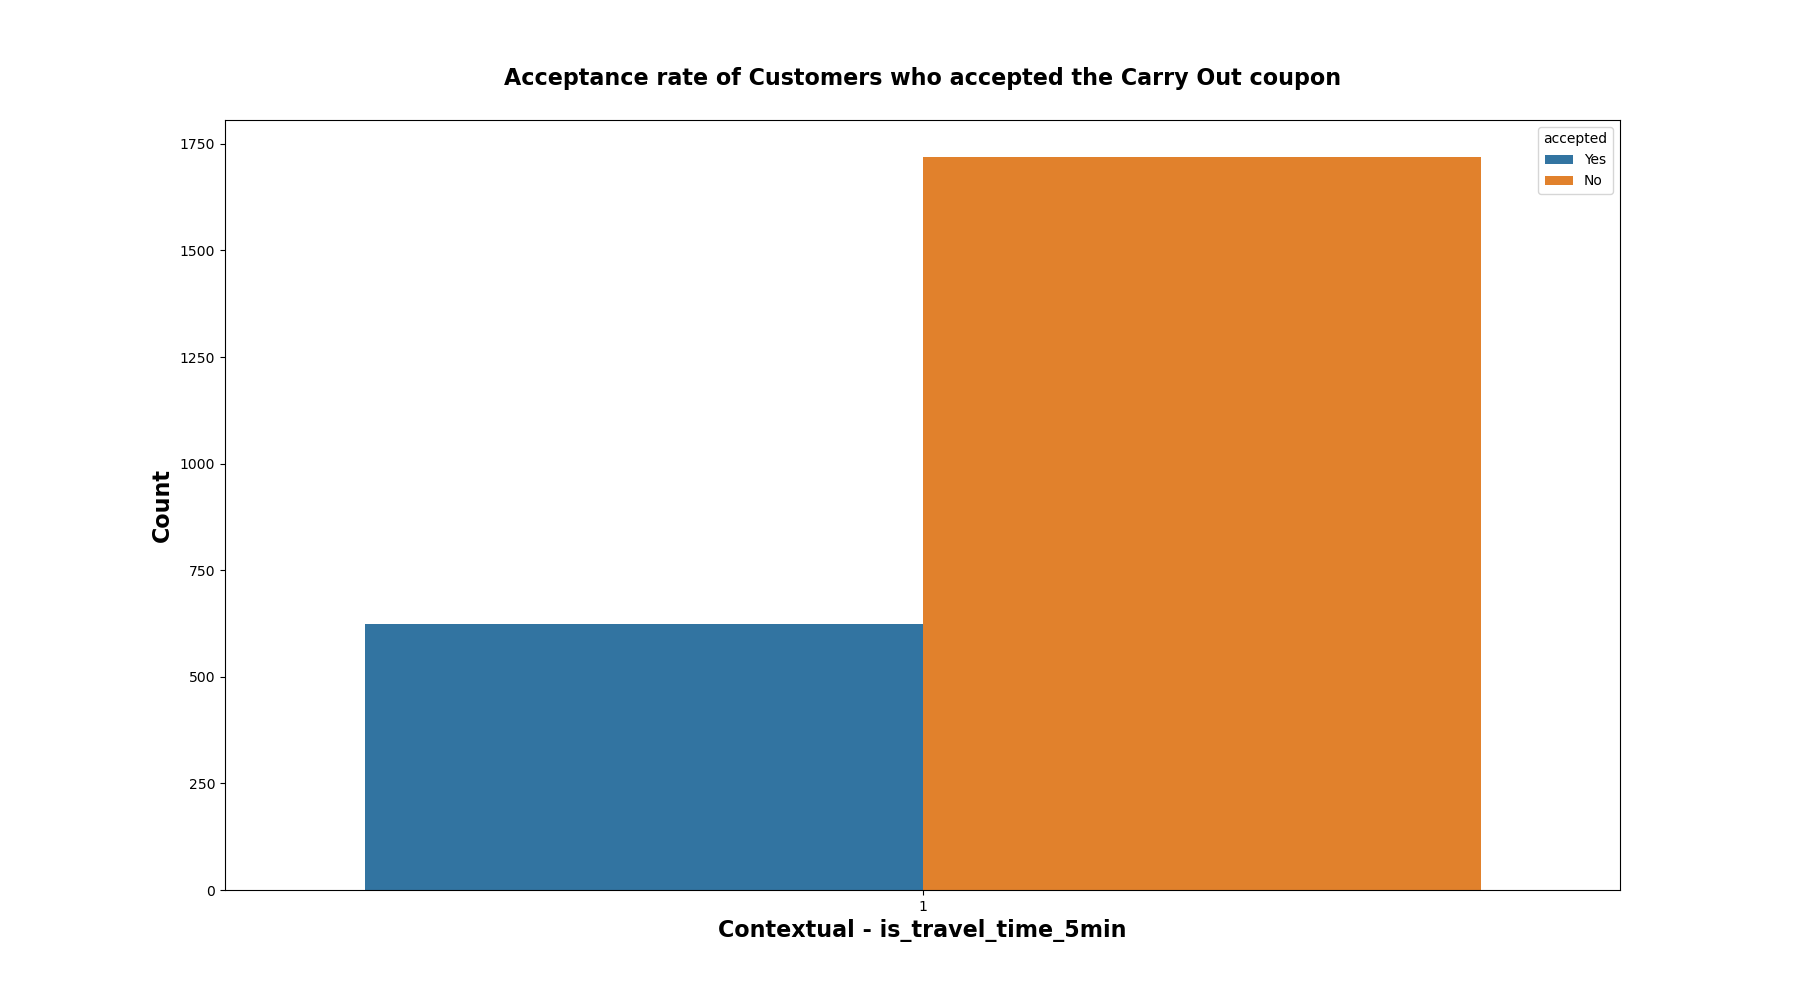 Acceptance rate of Customers who accepted the Carry Out coupon
accepted
Yes
No
1750
1500
1250
1000
750
500
250
0
Count
1
Contextual - is_travel_time_5min